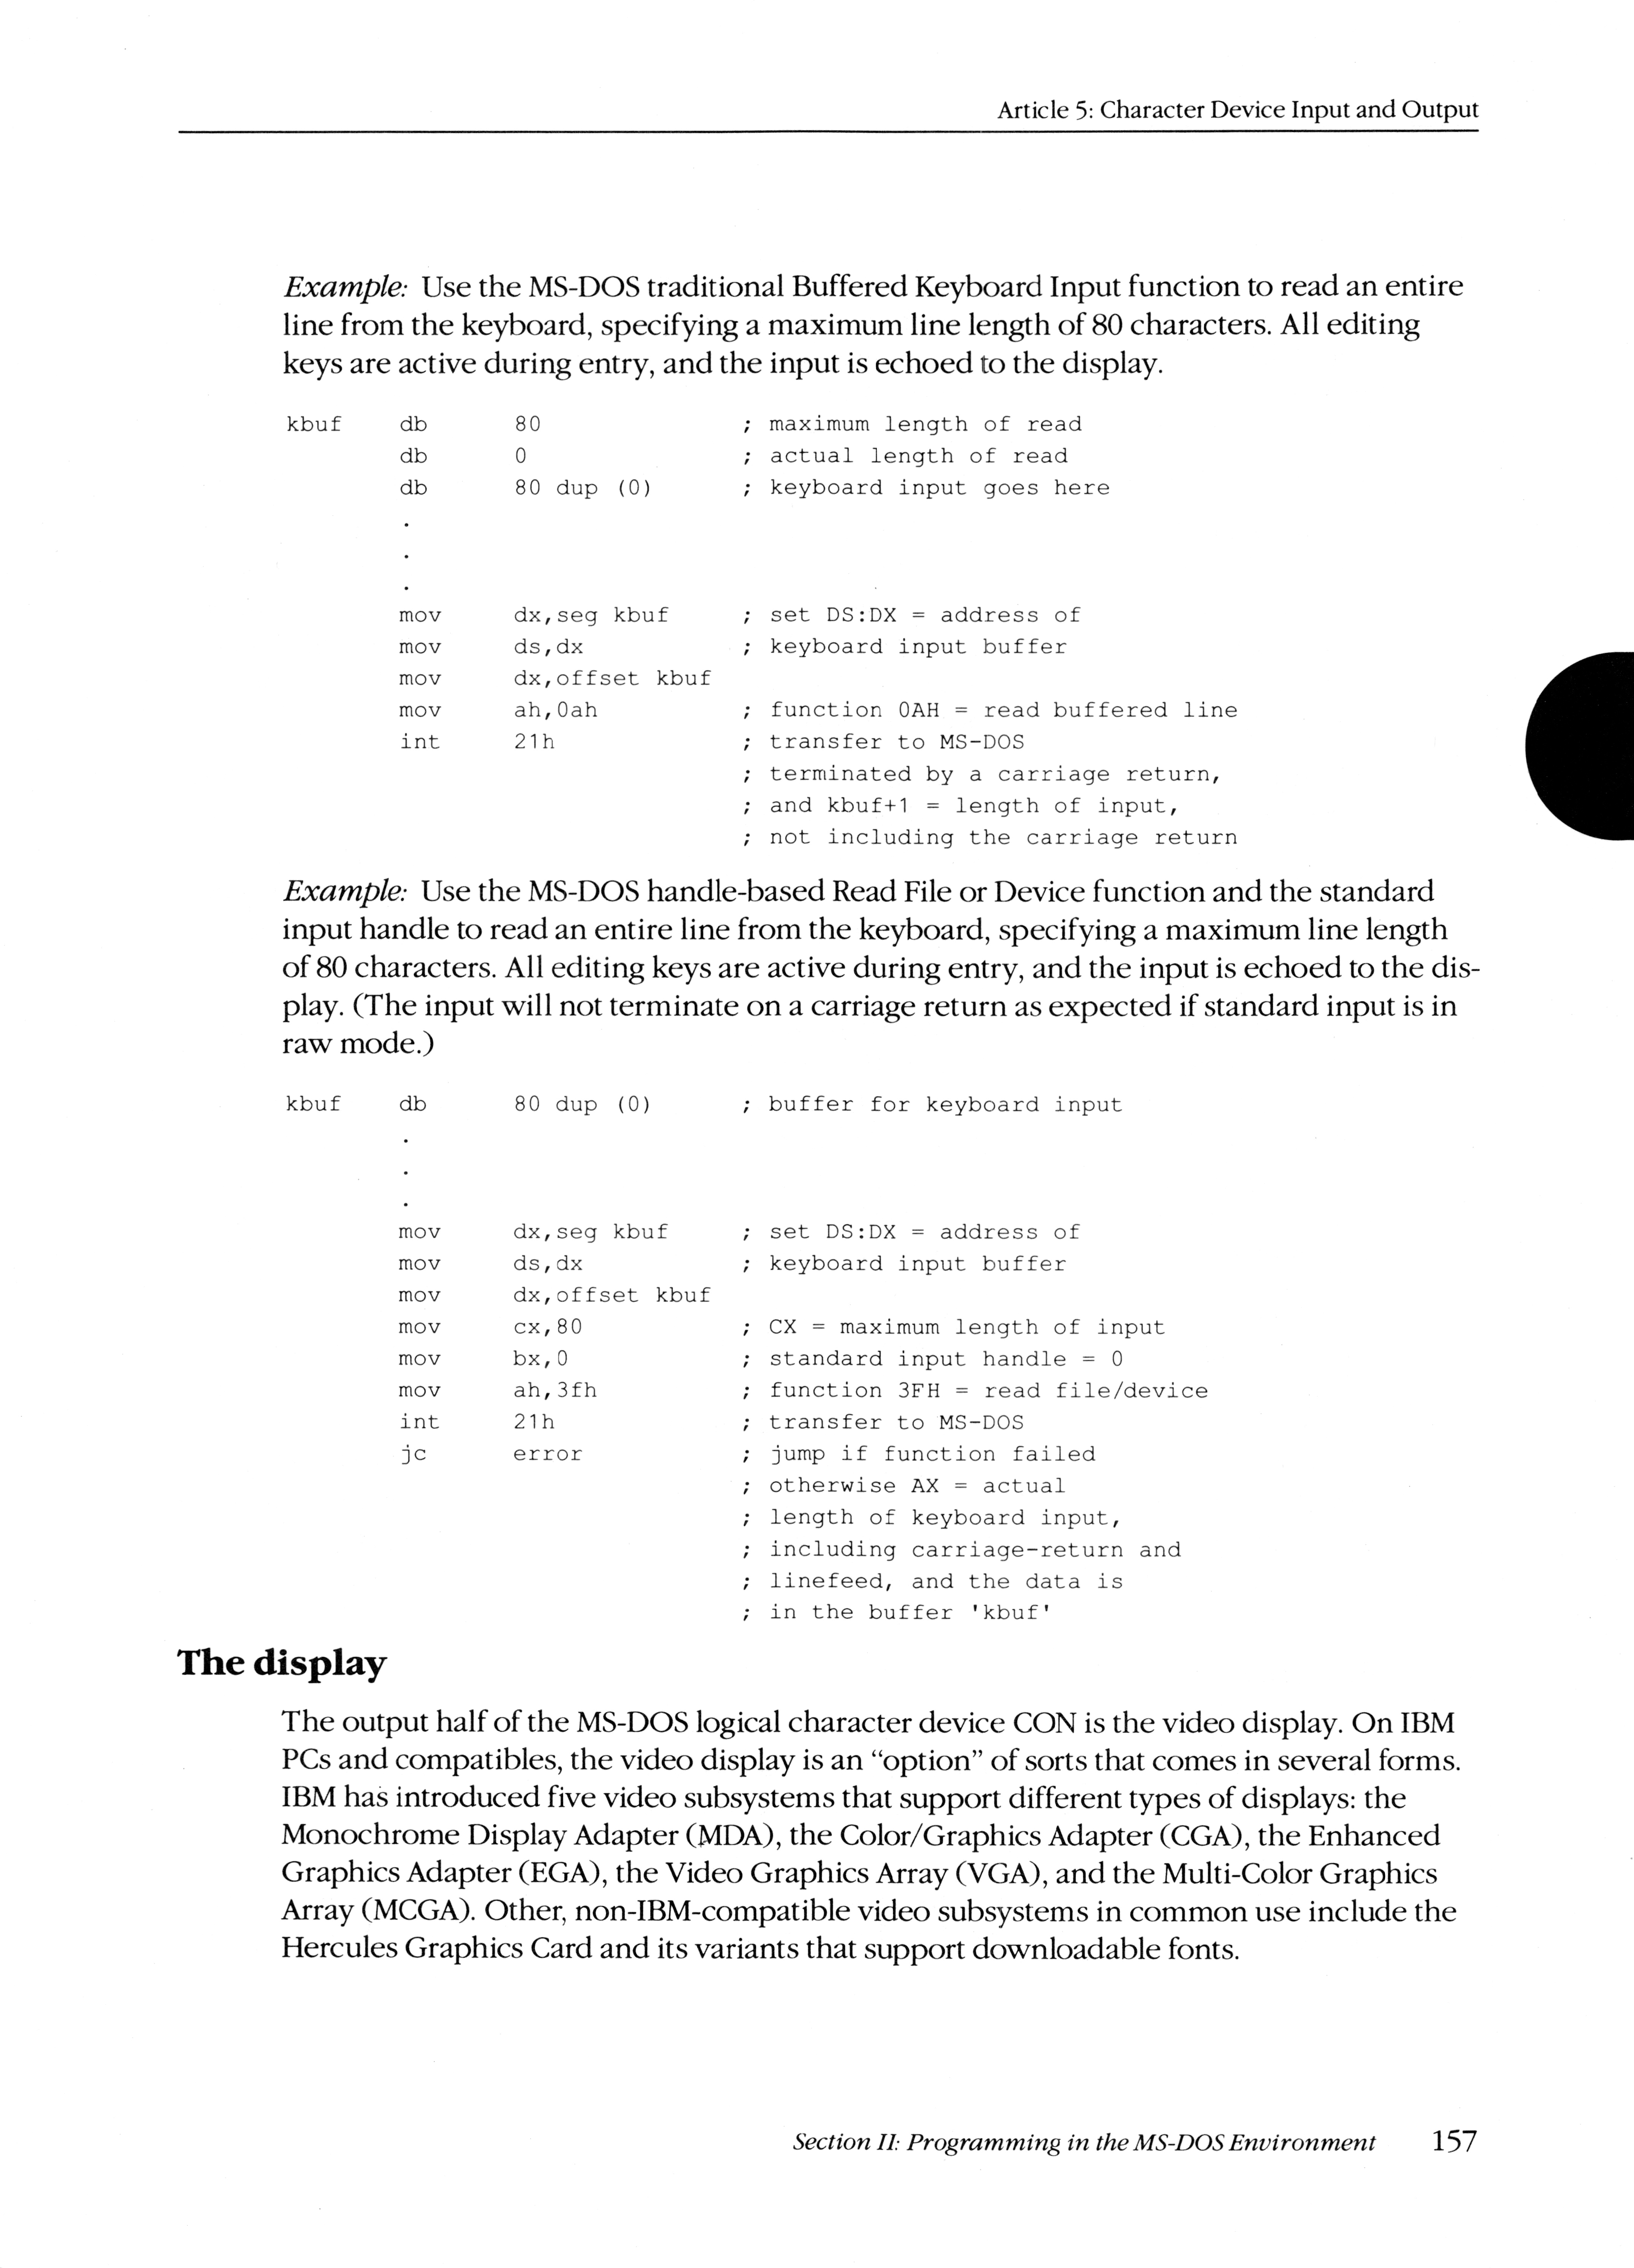 Article 5: Character Device Input and Output
Example: Use the MS-DOS traditional Buffered Keyboard Input function to read an entire
line from the keyboard, specifying a maximum line length of 80 characters. All editing
keys are active during entry, and the input is echoed to the display.
kbuf db 80 ; maximum length of read
db 0 ; actual length of read
db 80 dup (0) ; keyboard input goes here
.
.
.
mov dx,seg kbuf ; set DS:DX = address of
mov ds,dx ; keyboard input buffer
mov dx,offset kbuf
mov ah,0ah ; function 0AH = read buffered line
int 21h ; transfer to MS-DOS
; terminated by a carriage return,
; and kbuf+1 = length of input,
; not including the carriage return
Example: Use the MS-DOS handle-based Read File or Device function and the standard
input handle to read an entire line from the keyboard, specifying a maximum line length
of 80 characters. All editing keys are active during entry, and the input is echoed to the dis-
play. (The input will not terminate on a carriage return as expected if standard input is in
raw mode.)
kbuf db 80 dup (0) ; buffer for keyboard input
.
.
.
mov dx,seg kbuf ; set DS:DX = address of
mov ds,dx ; keyboard input buffer
mov dx,offset kbuf
mov cx,80 ; CX = maximum length of input
mov bx,0 ; standard input handle = 0
mov ah,3fh ; function 3FH = read file/device
int 21h ; transfer to MS-DOS
jc error ; jump if function failed
; otherwise AX = actual
; length of keyboard input,
; including carriage-return and
; linefeed, and the data is
; in the buffer 'kbuf'
The display
The output half of the MS-DOS logical character device CON is the video display. On IBM
PCs and compatibles, the video display is an “option” of sorts that comes in several forms.
IBM has introduced five video subsystems that support different types of displays: the
Monochrome Display Adapter (MDA), the Color/Graphics Adapter (CGA), the Enhanced
Graphics Adapter (EGA), the Video Graphics Array (VGA), and the Multi-Color Graphics
Array (MCGA). Other, non-IBM-compatible video subsystems in common use include the
Hercules Graphics Card and its variants that support downloadable fonts.
Section II: Programming in the MS-DOS Environment 157